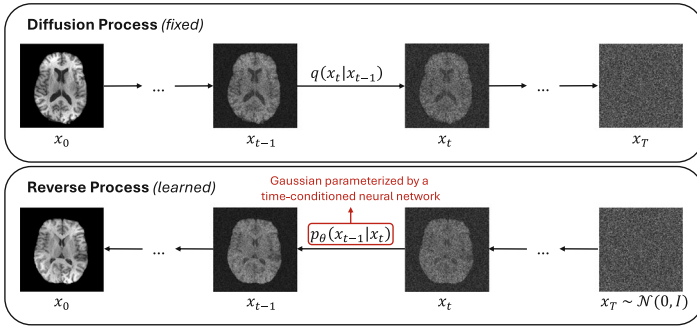 Diffusion Process (fixed)
...
q(x_t|x_{t-1})
...
x_0
x_{t-1}
x_t
x_T
Reverse Process (learned)
Gaussian parameterized by a
time-conditioned neural network
...
p_θ(x_{t-1}|x_t)
...
x_0
x_{t-1}
x_t
x_T ~ 𝒩(0, I)